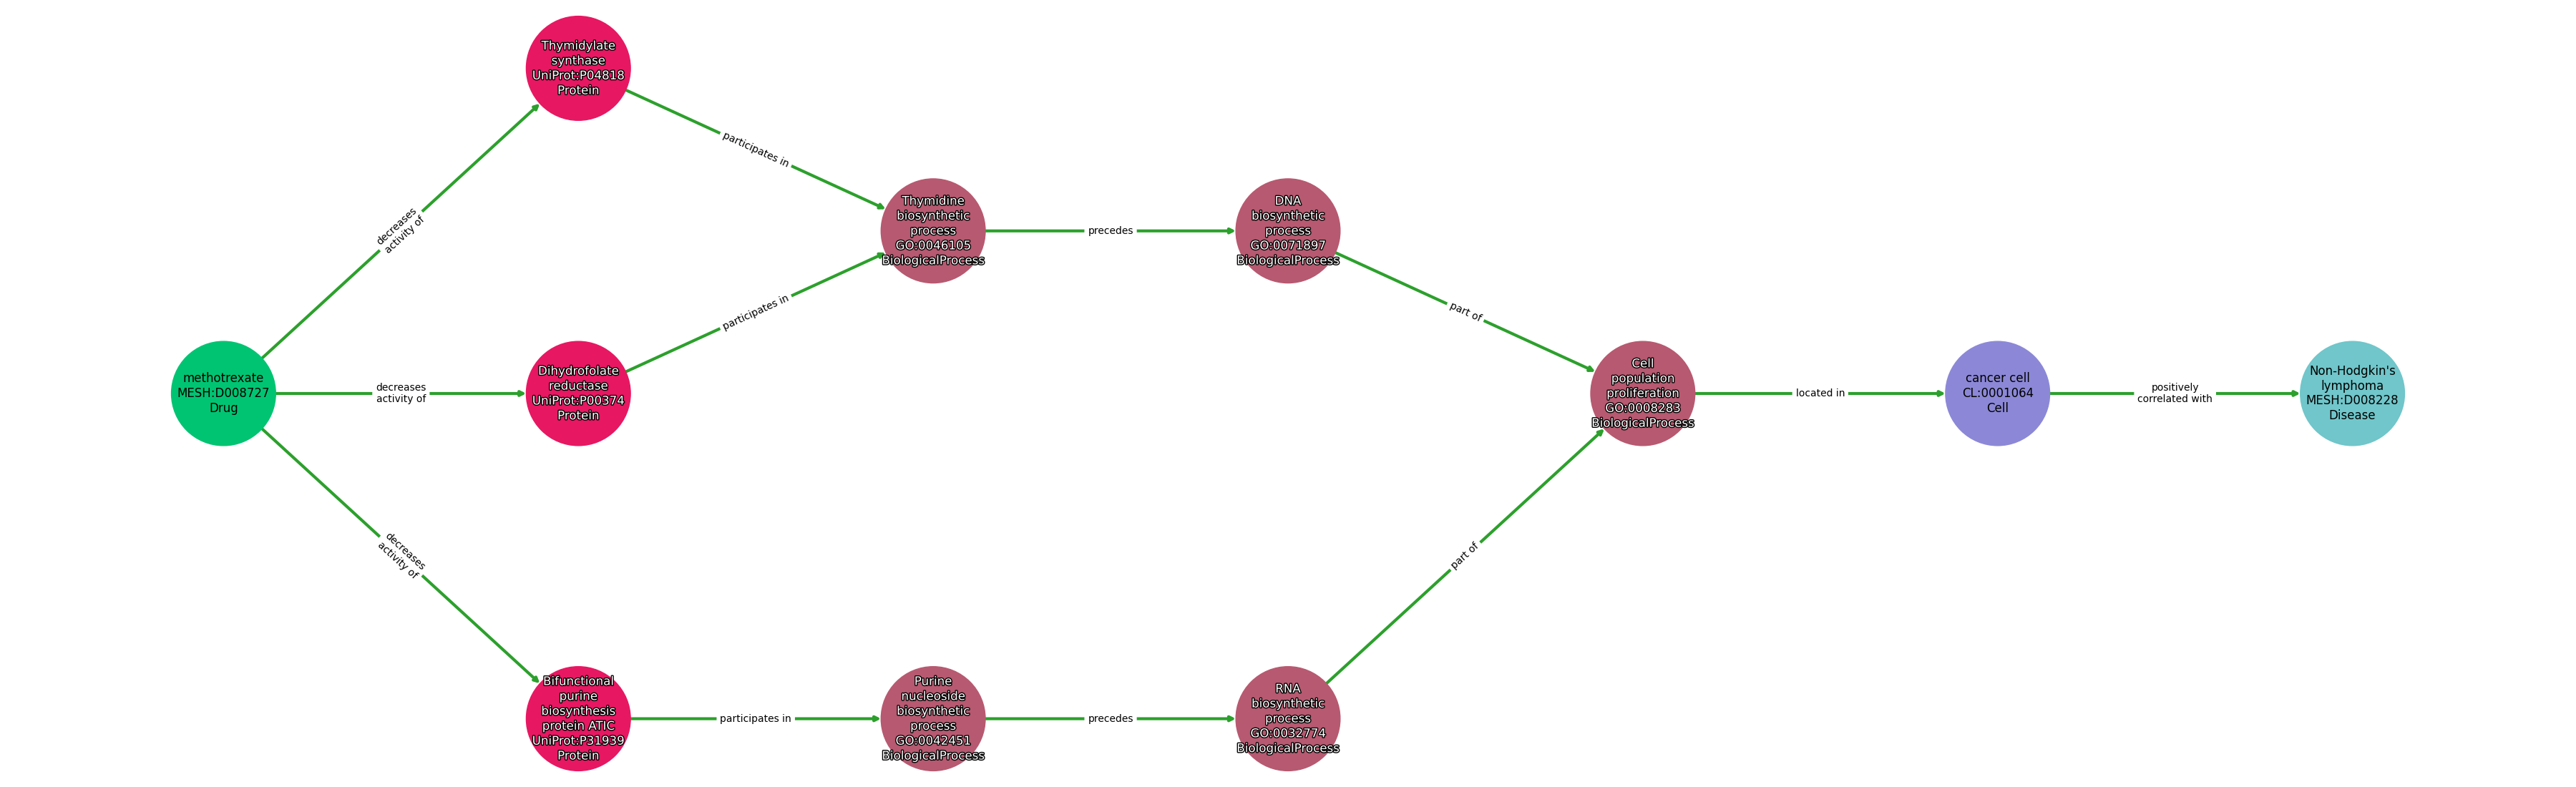 Thymidylate
synthase
UniProt:P04818
Protein
participates in
decreases
activity of
Thymidine
biosynthetic
process
GO:0046105
BiologicalProcess
precedes
DNA
biosynthetic
process
GO:0071897
BiologicalProcess
participates in
part of
methotrexate
MESH:D008727
Drug
decreases
activity of
Dihydrofolate
reductase
UniProt:P00374
Protein
Cell
population
proliferation
GO:0008283
BiologicalProcess
located in
cancer cell
CL:0001064
Cell
positively
correlated with
Non-Hodgkin's
lymphoma
MESH:D008228
Disease
decreases
activity of
part of
Bifunctional
purine
biosynthesis
protein ATIC
UniProt:P31939
Protein
participates in
Purine
nucleoside
biosynthetic
process
GO:0042451
BiologicalProcess
precedes
RNA
biosynthetic
process
GO:0032774
BiologicalProcess